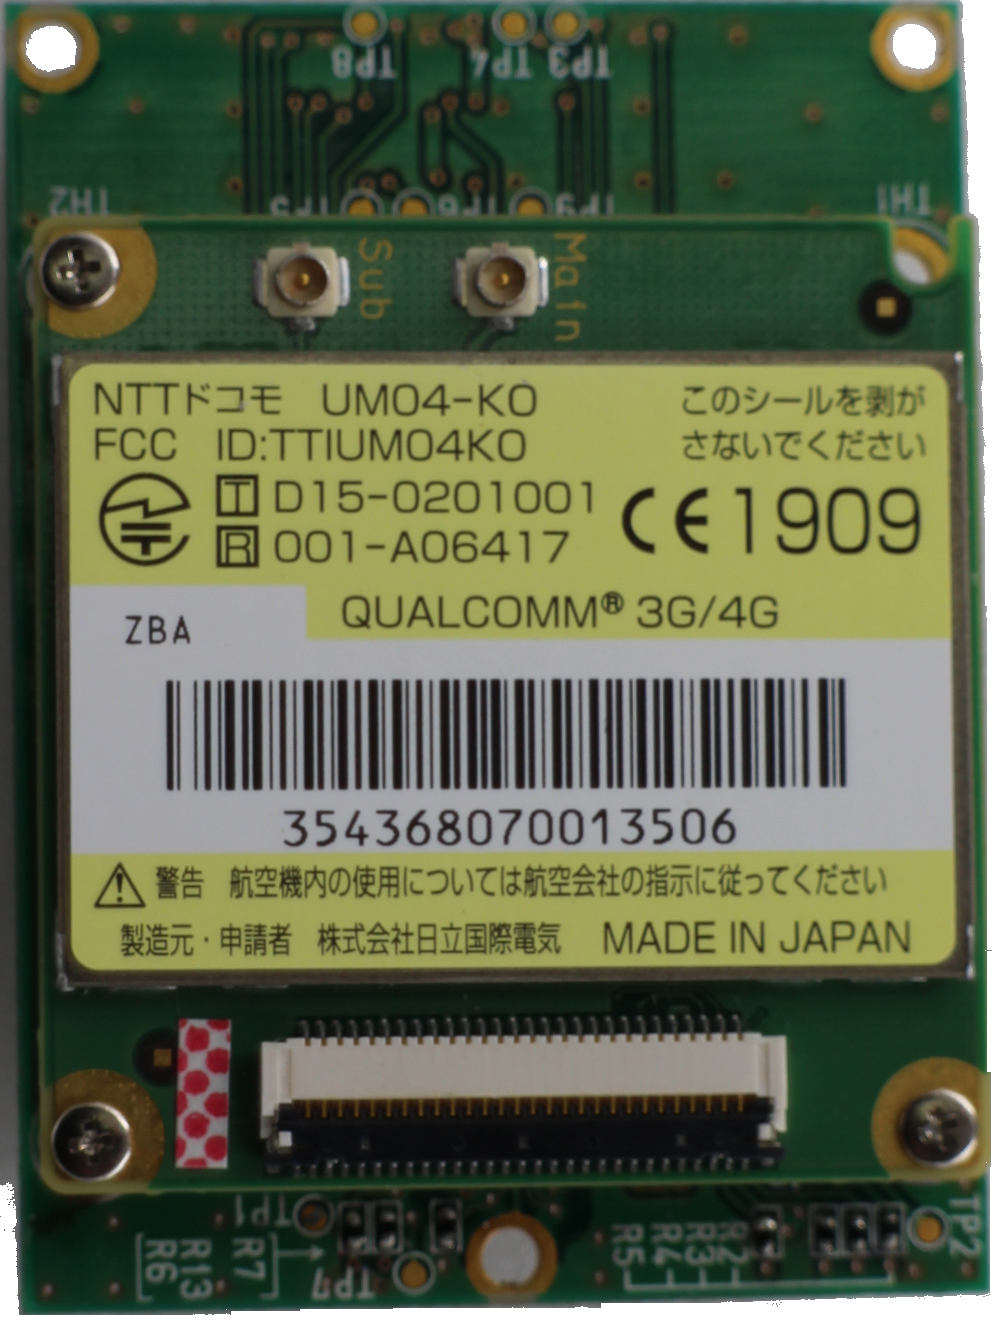 TP8 TP4 TP3
TH2 TP5 TP6 TP9 TH1
Sub Main
NTTドコモ UM04-KO このシールを剥が
FCC ID:TTIUM04KO さないでください
T D15-0201001
R 001-A06417
CE1909
QUALCOMM® 3G/4G
ZBA
354368070013506
警告 航空機内の使用については航空会社の指示に従ってください
製造元・申請者 株式会社日立国際電気 MADE IN JAPAN
TP1 TP2
R6 R13 R7 TP7 R5 R4 R3 R2